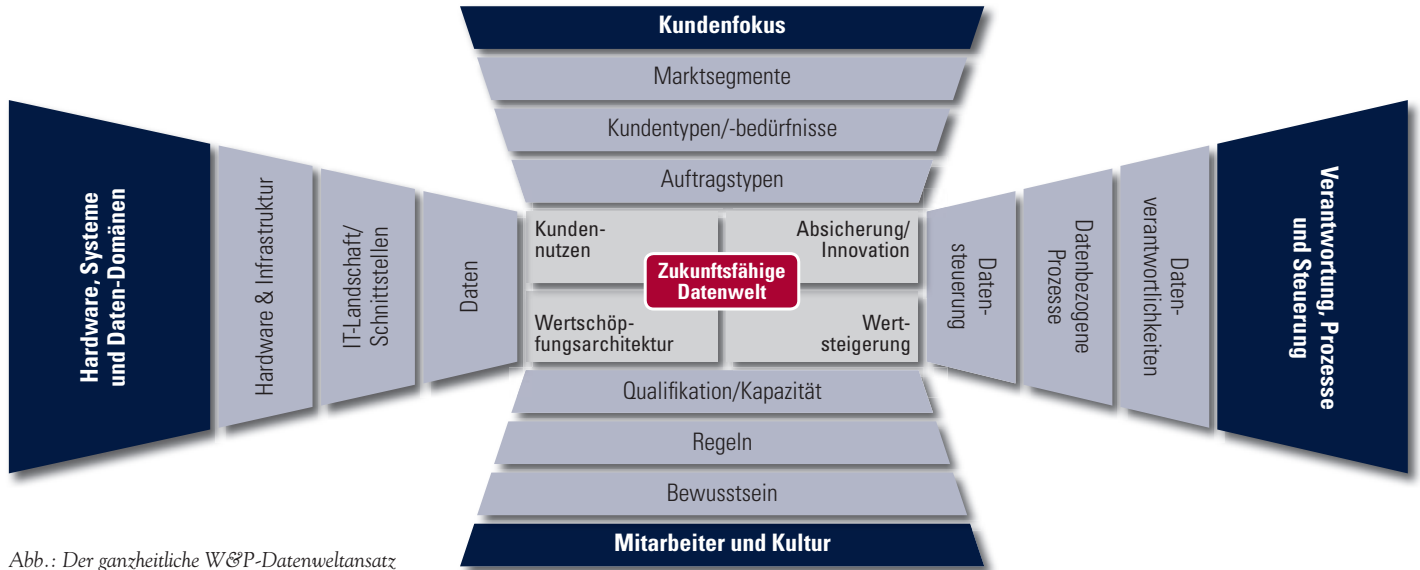 Kundenfokus
Marktsegmente
Kundentypen/-bedürfnisse
Auftragstypen
Hardware, Systeme
und Daten-Domänen
Hardware & Infrastruktur
IT-Landschaft/
Schnittstellen
Daten
Kunden-
nutzen
Absicherung/
Innovation
Zukunftsfähige
Datenwelt
Wertschöp-
fungsarchitektur
Wert-
steigerung
Daten-
steuerung
Datenbezogene
Prozesse
Daten-
verantwortlichkeiten
Verantwortung, Prozesse
und Steuerung
Qualifikation/Kapazität
Regeln
Bewusstsein
Mitarbeiter und Kultur
Abb.: Der ganzheitliche W&P-Datenweltansatz